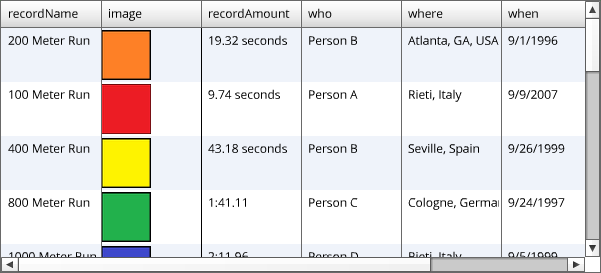 recordName image recordAmount who where when
200 Meter Run 19.32 seconds Person B Atlanta, GA, USA 9/1/1996
100 Meter Run 9.74 seconds Person A Rieti, Italy 9/9/2007
400 Meter Run 43.18 seconds Person B Seville, Spain 9/26/1999
800 Meter Run 1:41.11 Person C Cologne, Germa 9/24/1997
1000 Meter Run 2:11.96 Person D Rieti, Italy 9/5/1999